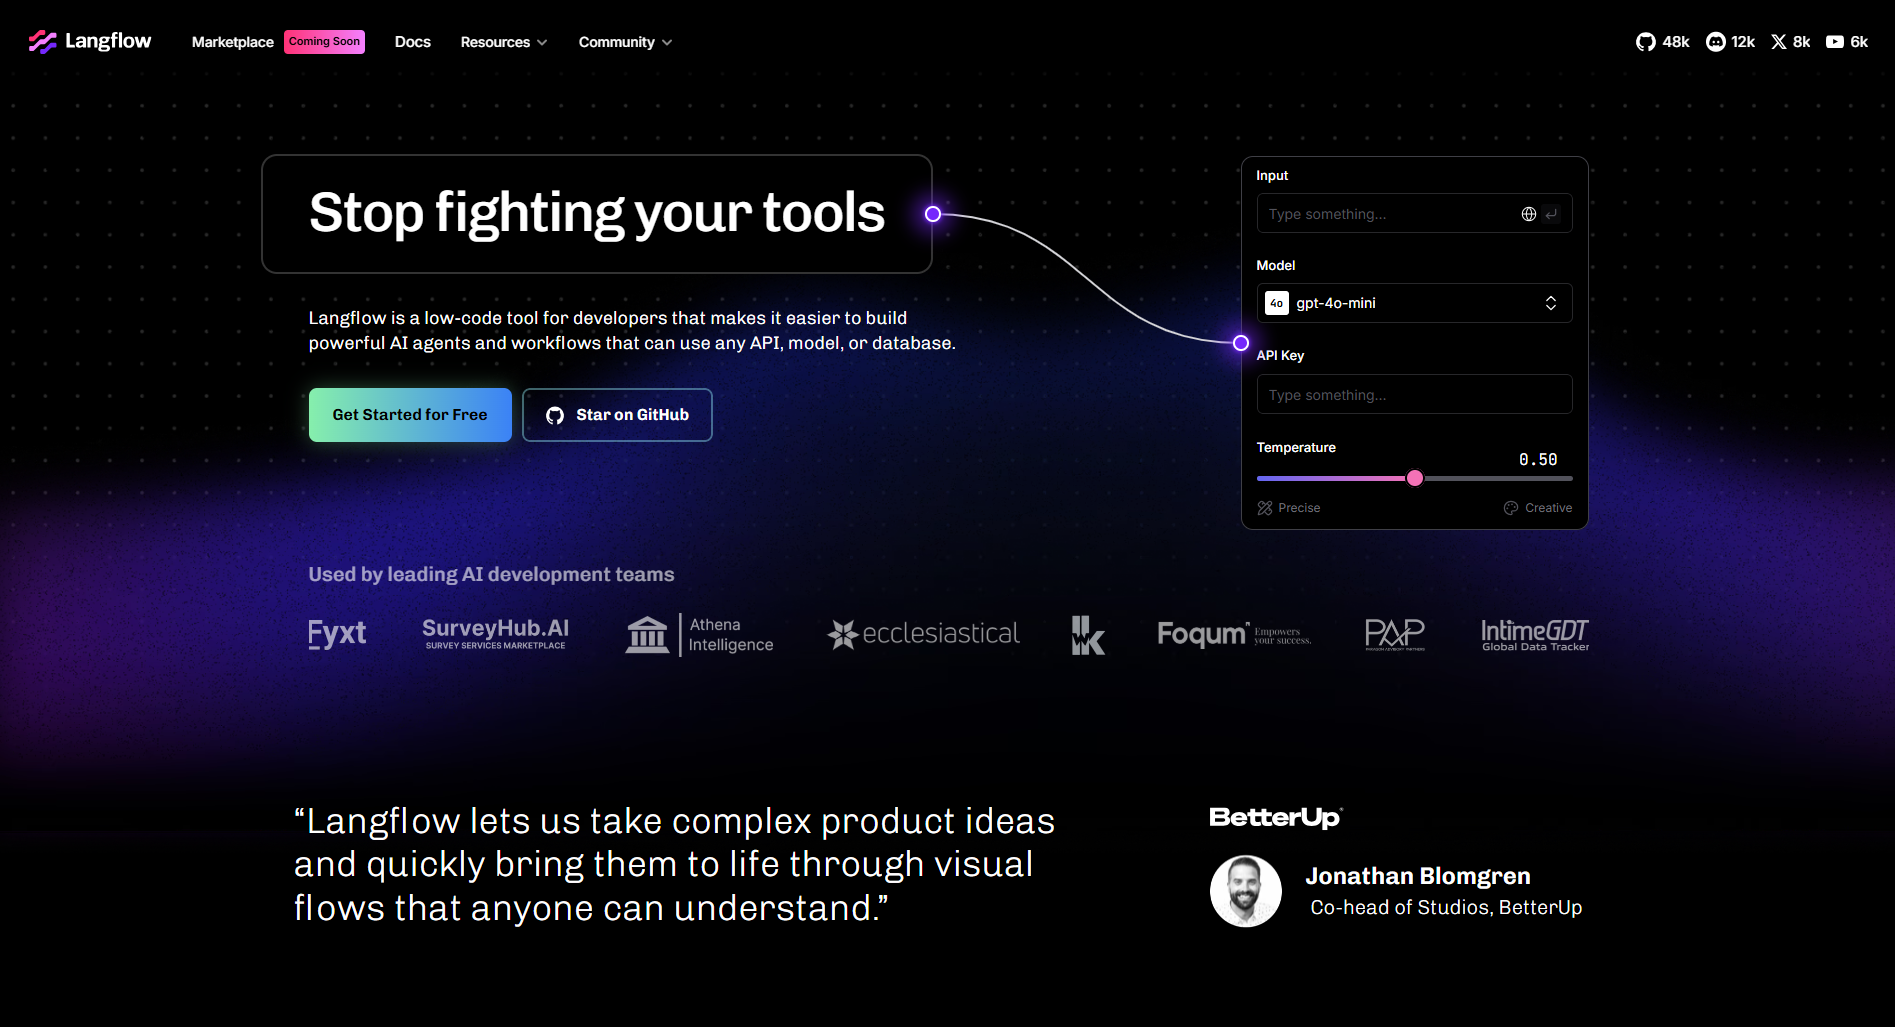 Langflow
Marketplace Coming Soon Docs Resources Community
48k 12k 8k 6k
Stop fighting your tools
Langflow is a low-code tool for developers that makes it easier to build
powerful AI agents and workflows that can use any API, model, or database.
Get Started for Free
Star on GitHub
Input
Type something...
Model
4o gpt-4o-mini
API Key
Type something...
Temperature
0.50
Precise Creative
Used by leading AI development teams
Fyxt
SurveyHub.AI
SURVEY SERVICES MARKETPLACE
Athena
Intelligence
ecclesiastical
Foqum
Empowers
your success.
PAP
IntimeGDT
Global Data Tracker
“Langflow lets us take complex product ideas
and quickly bring them to life through visual
flows that anyone can understand.”
BetterUp
Jonathan Blomgren
Co-head of Studios, BetterUp